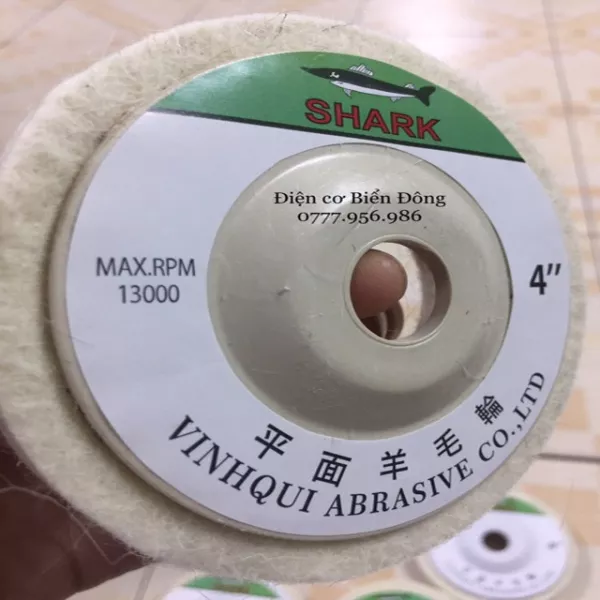 SHARK
Điện cơ Biển Đông
0777.956.986
MAX.RPM
13000
4"
平面羊毛輪
VINHQUI ABRASIVE CO.,LTD